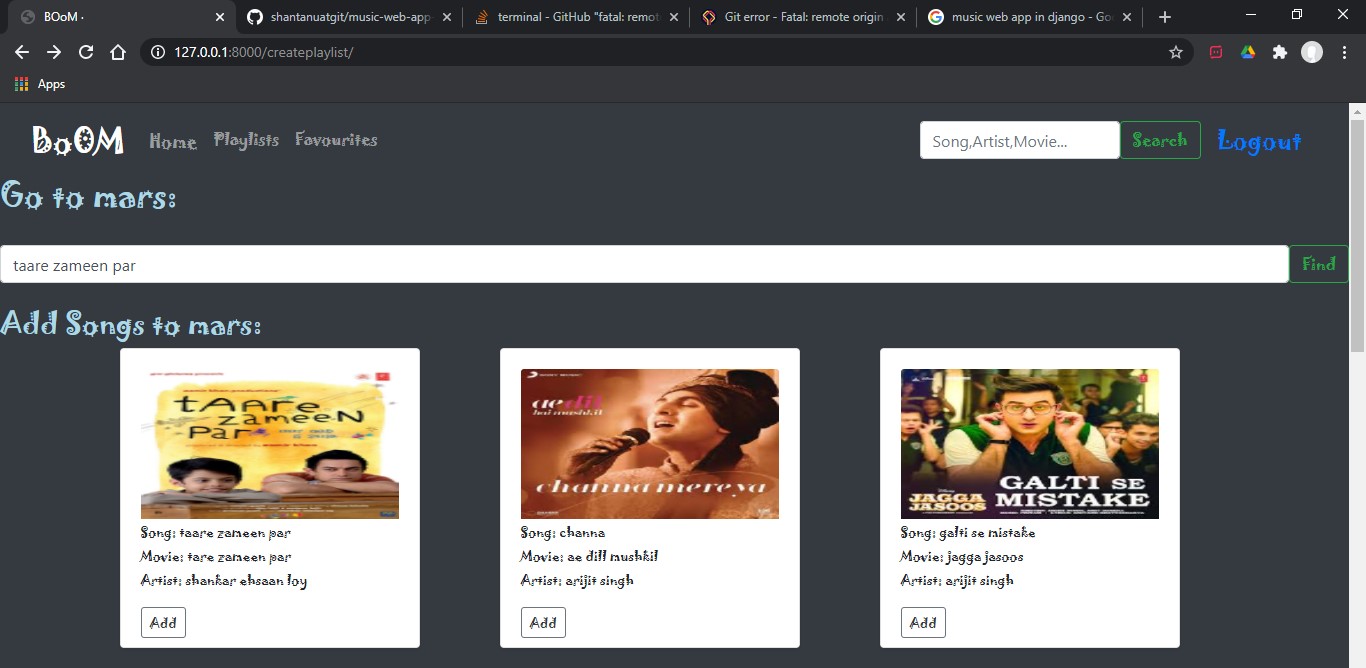 BOoM ·
shantanuatgit/music-web-app
terminal - GitHub "fatal: remot
Git error - Fatal: remote origin
music web app in django - Goo
127.0.0.1:8000/createplaylist/
Apps
BoOM Home Playlists Favourites Song,Artist,Movie... Search Logout
Go to mars:
taare zameen par Find
Add Songs to mars:
tAAre
zameen
Par
Song: taare zameen par
Movie: tare zameen par
Artist: shankar ehsaan loy
Add
ae dil
hai mushkil
channa mereya
Song: channa
Movie: ae dill mushkil
Artist: arijit singh
Add
JAGGA
JASOOS
GALTI SE
MISTAKE
Song: galti se mistake
Movie: jagga jasoos
Artist: arijit singh
Add